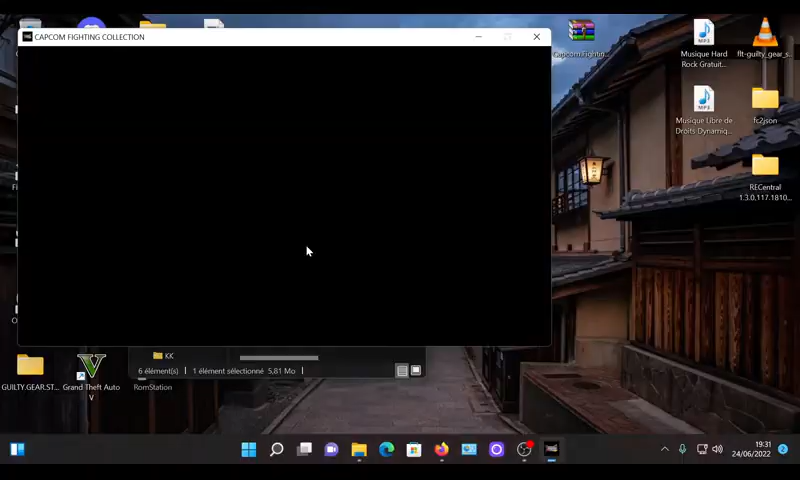 CAPCOM FIGHTING COLLECTION
Capcom.Fightin...
Musique Hard
Rock Gratuit...
flt-guilty_gear_s...
Musique Libre de
Droits Dynamiq...
fc2json
RECentral
1.3.0.117.1810...
KK
6 élément(s)
1 élément sélectionné 5,81 Mo
GUILTY.GEAR.ST...
Grand Theft Auto
V
RomStation
19:31
24/06/2022
2